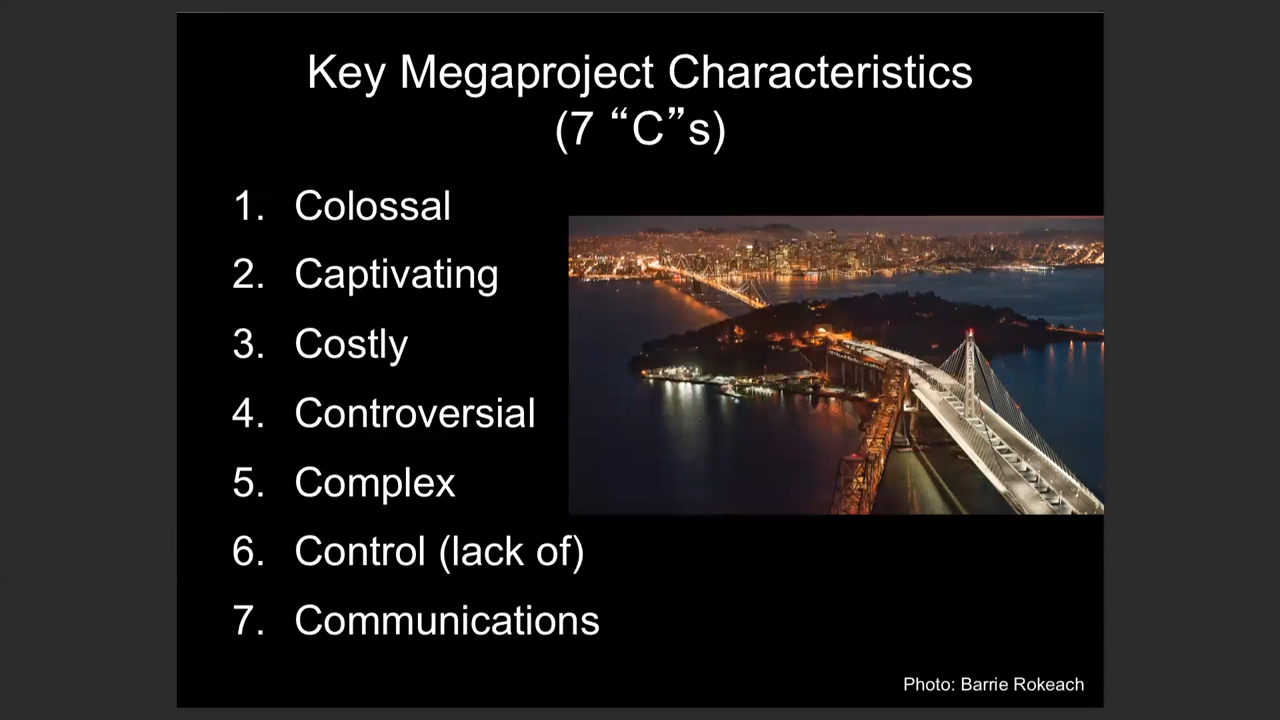 Key Megaproject Characteristics
(7 “C”s)
1. Colossal
2. Captivating
3. Costly
4. Controversial
5. Complex
6. Control (lack of)
7. Communications
Photo: Barrie Rokeach